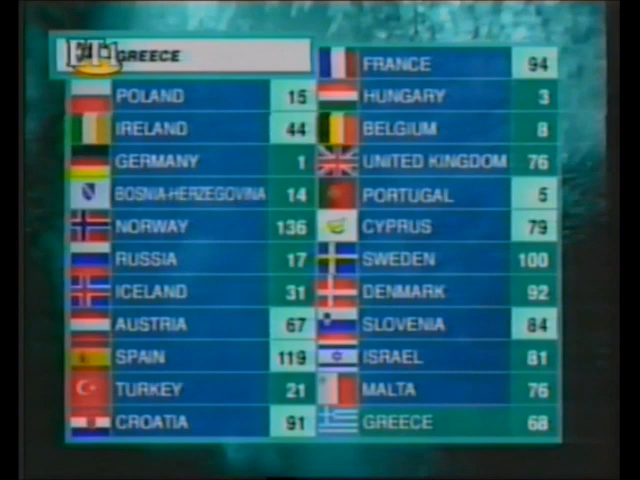 GREECE
POLAND 15
IRELAND 44
GERMANY 1
BOSNIA-HERZEGOVINA 14
NORWAY 136
RUSSIA 17
ICELAND 31
AUSTRIA 67
SPAIN 119
TURKEY 21
CROATIA 91
FRANCE 94
HUNGARY 3
BELGIUM 8
UNITED KINGDOM 76
PORTUGAL 5
CYPRUS 79
SWEDEN 100
DENMARK 92
SLOVENIA 84
ISRAEL 81
MALTA 76
GREECE 68